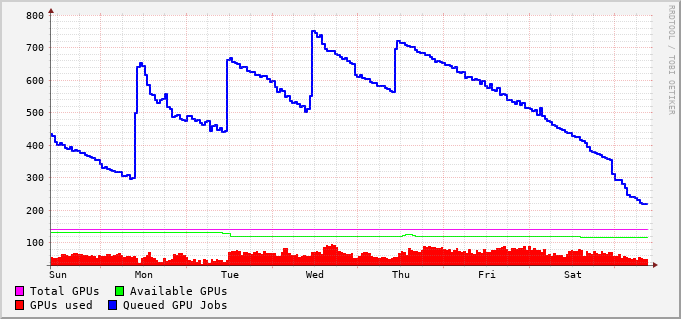 800
700
600
500
400
300
200
100
Sun Mon Tue Wed Thu Fri Sat
Total GPUs Available GPUs
GPUs used Queued GPU Jobs
RRDTOOL / TOBI OETIKER